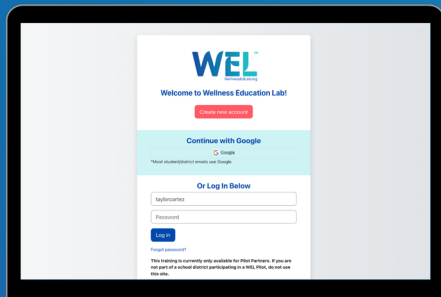 WEL™
WellnessEdLab.org
Welcome to Wellness Education Lab!
Create new account
Continue with Google
G Google
*Most student/district emails use Google
Or Log In Below
taylorcortez
Password
Log in
Forgot password?
This training is currently only available for Pilot Partners. If you are
not part of a school district participating in a WEL Pilot, do not use
this site.